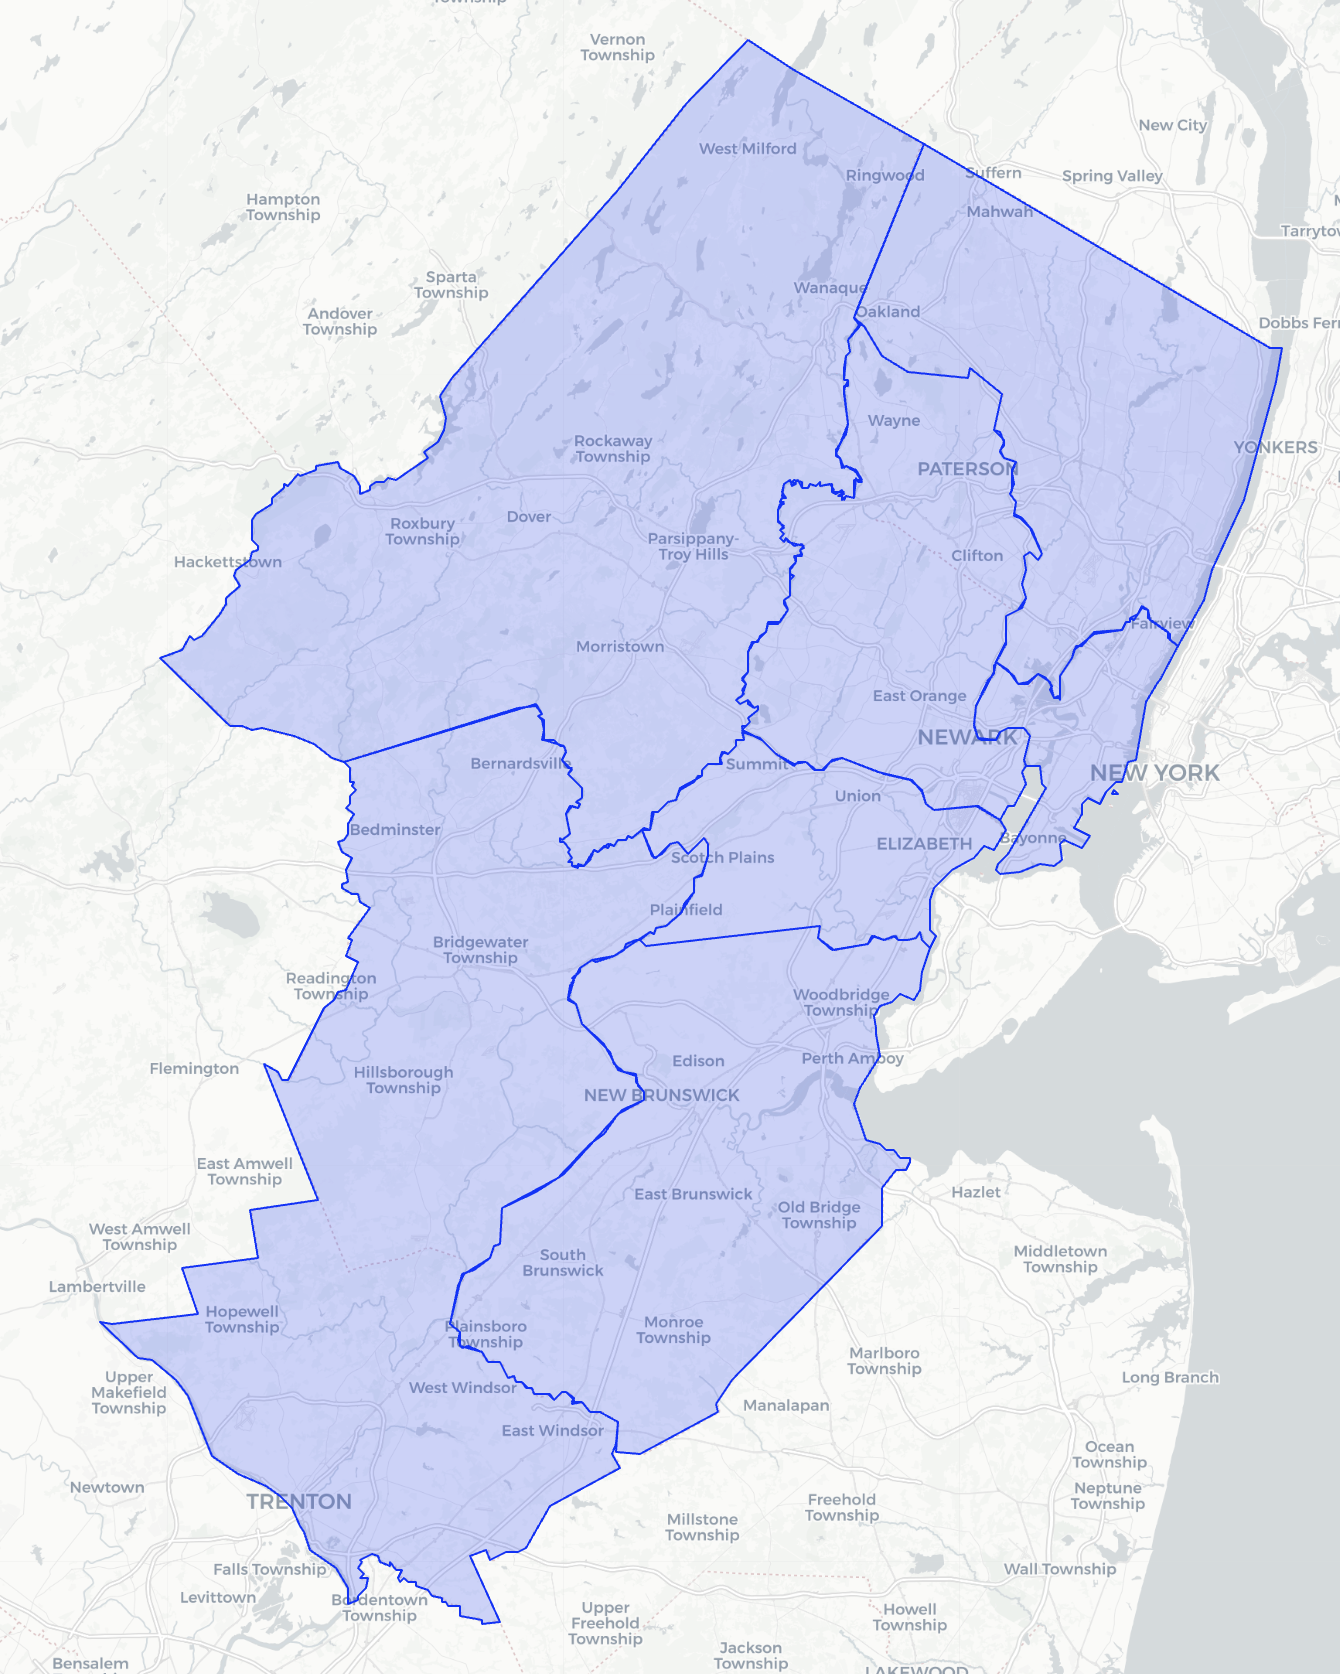 Township
Vernon
Township
New City
West Milford
Ringwood
Suffern
Spring Valley
Hampton
Township
Mahwah
Sparta
Township
Wanaque
Andover
Township
Oakland
Dobbs Fer
Wayne
Rockaway
Township
YONKERS
PATERSON
Roxbury
Township
Dover
Parsippany-
Troy Hills
Clifton
Hackettstown
Fairview
Morristown
East Orange
NEWARK
Bernardsville
Summit
NEW YORK
Union
Bedminster
ELIZABETH
Bayonne
Scotch Plains
Plainfield
Bridgewater
Township
Readington
Township
Woodbridge
Township
Flemington
Hillsborough
Township
Edison
Perth Amboy
NEW BRUNSWICK
East Amwell
Township
East Brunswick
Hazlet
Old Bridge
Township
West Amwell
Township
South
Brunswick
Middletown
Township
Lambertville
Hopewell
Township
Plainsboro
Township
Monroe
Township
Marlboro
Township
Upper
Makefield
Township
West Windsor
Long Branch
Manalapan
East Windsor
Ocean
Township
Newtown
TRENTON
Neptune
Township
Freehold
Township
Millstone
Township
Falls Township
Wall Township
Levittown
Bordentown
Township
Upper
Freehold
Township
Howell
Township
Jackson
Township
Bensalem
LAKEWOOD